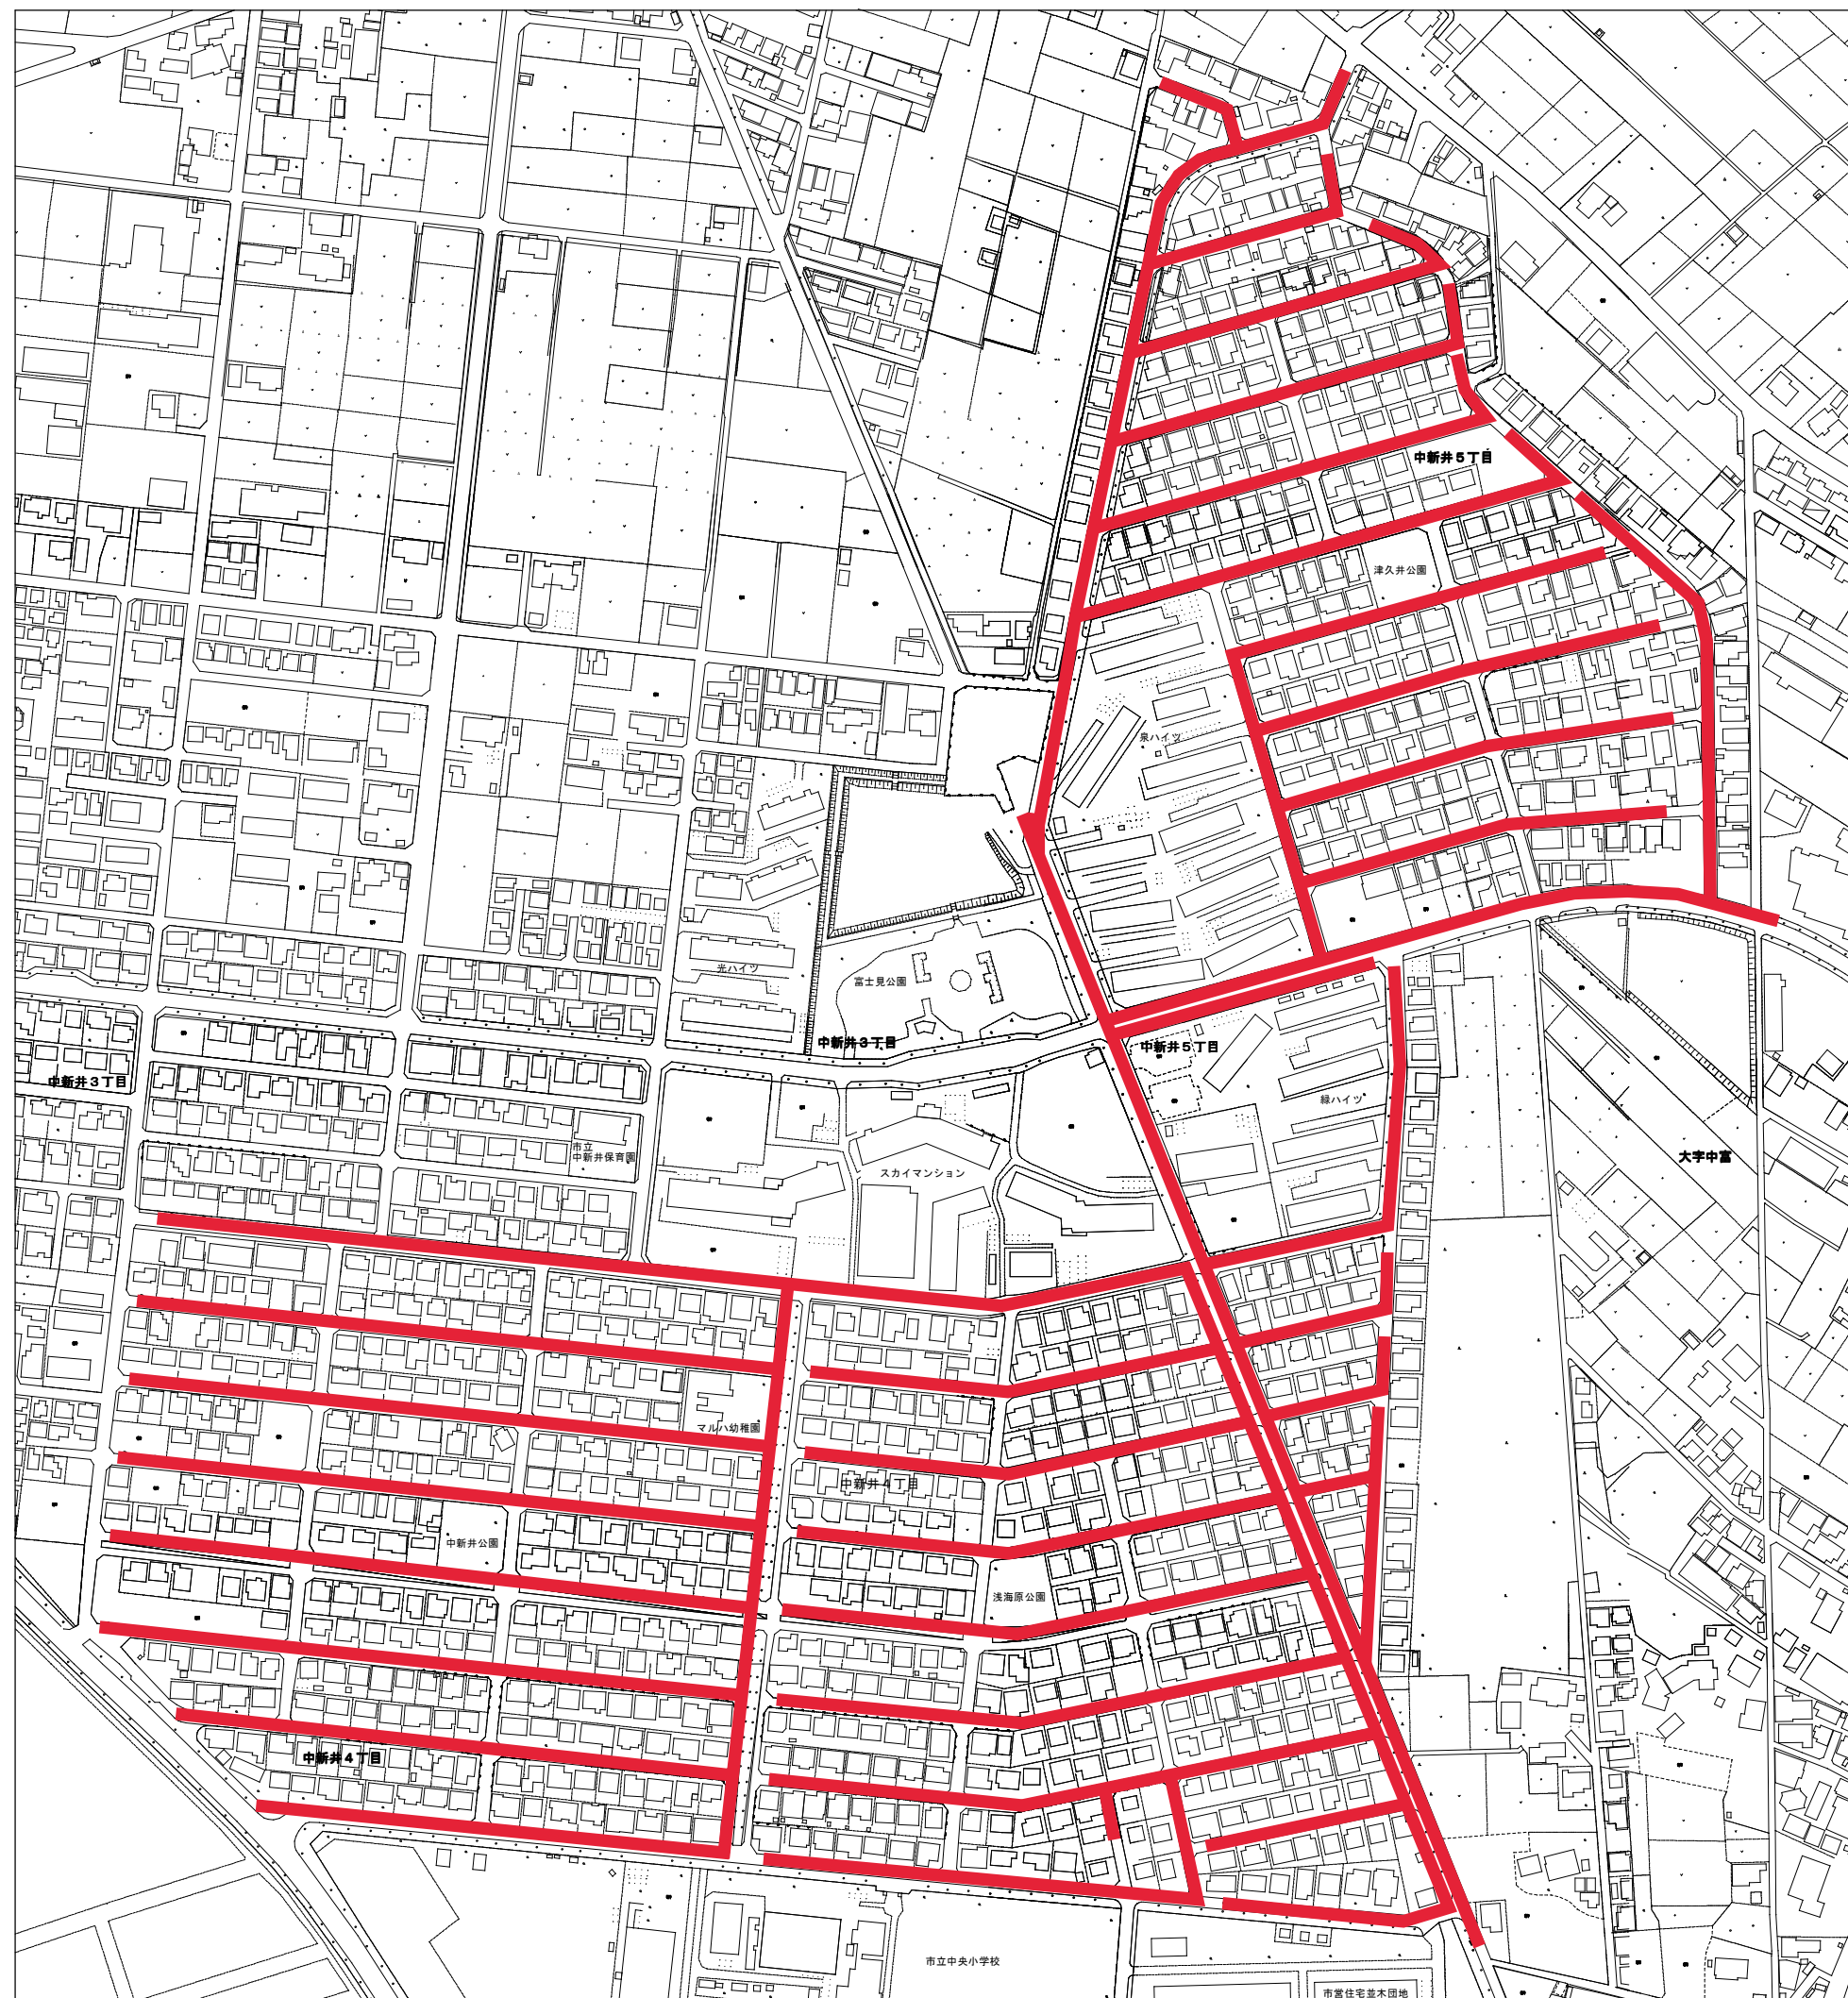 中新井5丁目
津久井公園
泉ハイツ
光ハイツ
富士見公園
中新井3丁目
中新井5丁目
中新井3丁目
緑ハイツ
市立
中新井保育園
スカイマンション
大字中富
マルハ幼稚園
中新井4丁目
中新井公園
浅海原公園
中新井4丁目
市立中央小学校
市営住宅並木団地